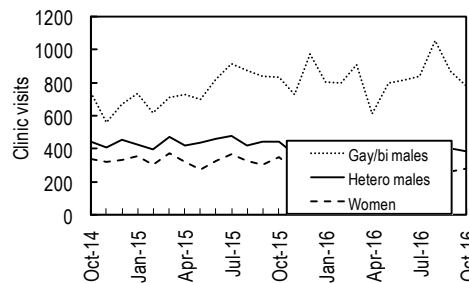 1200
1000
800
600
400
200
0
Clinic visits
Gay/bi males
Hetero males
Women
Oct-14
Jan-15
Apr-15
Jul-15
Oct-15
Jan-16
Apr-16
Jul-16
Oct-16